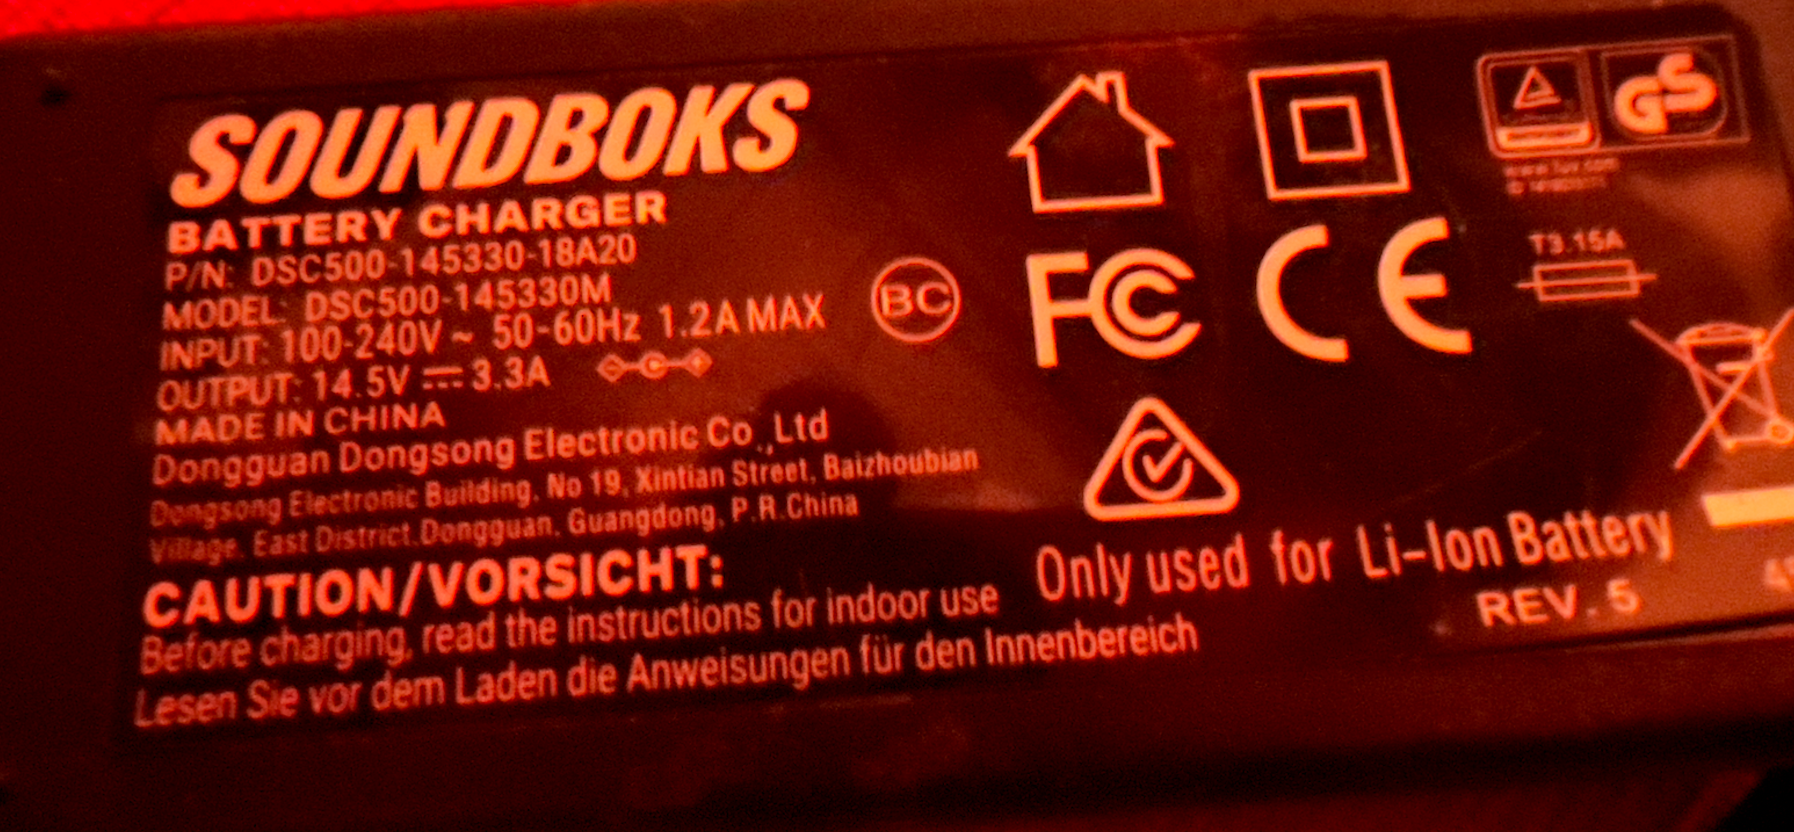 SOUNDBOKS
BATTERY CHARGER
P/N: DSC500-145330-18A20
MODEL: DSC500-145330M
INPUT: 100-240V ~ 50-60Hz 1.2A MAX
OUTPUT: 14.5V ⎓ 3.3A
MADE IN CHINA
Dongguan Dongsong Electronic Co.,Ltd
Dongsong Electronic Building, No 19, Xintian Street, Baizhoubian
Village, East District.Dongguan, Guangdong, P.R.China
CAUTION/VORSICHT:
Before charging, read the instructions for indoor use
Lesen Sie vor dem Laden die Anweisungen für den Innenbereich
BC
FC
CE
GS
T3.15A
Only used for Li-Ion Battery
REV.5